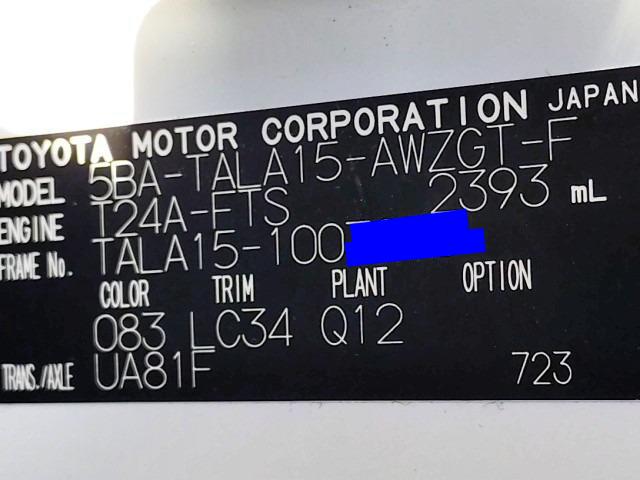 TOYOTA MOTOR CORPORATION JAPAN
MODEL 5BA-TALA15-AWZGT-F
ENGINE T24A-FTS 2393 mL
FRAME No. TALA15-100
COLOR TRIM PLANT OPTION
083 LC34 Q12
TRANS./AXLE UA81F 723